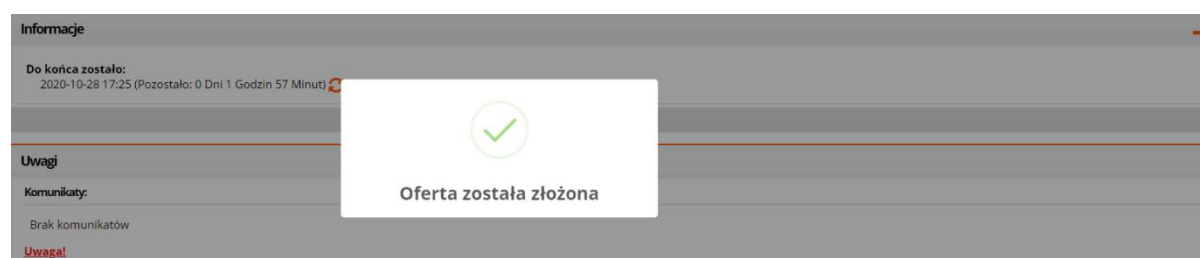 Informacje
Do końca zostało:
2020-10-28 17:25 (Pozostało: 0 Dni 1 Godzin 57 Minut)
Oferta została złożona
Uwagi
Komunikaty:
Brak komunikatów
Uwaga!